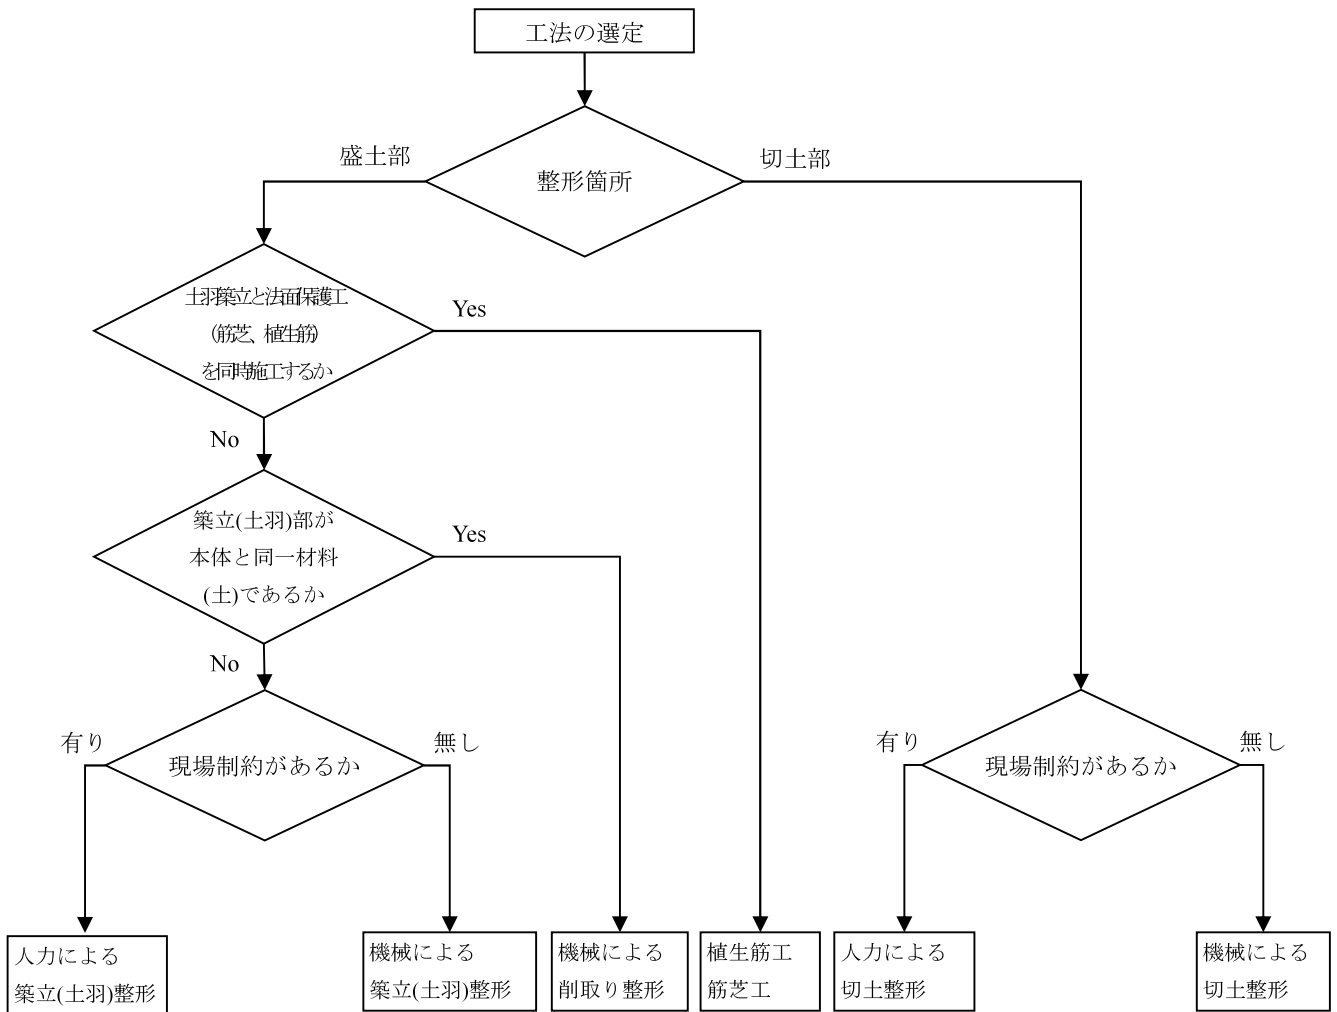 工法の選定
盛土部
切土部
整形箇所
土羽築立と法面保護工
(筋芝、植生筋)
を同時施工するか
Yes
No
築立(土羽)部が
本体と同一材料
(土)であるか
Yes
No
有り
現場制約があるか
無し
有り
現場制約があるか
無し
人力による
築立(土羽)整形
機械による
築立(土羽)整形
機械による
削取り整形
植生筋工
筋芝工
人力による
切土整形
機械による
切土整形